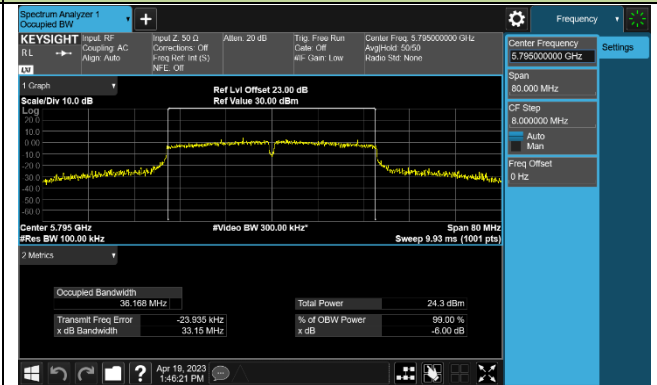 Spectrum Analyzer 1
Occupied BW
Frequency
KEYSIGHT
RL
LXI
Input: RF
Coupling: AC
Align: Auto
Input Z: 50 Ω
Corrections: Off
Freq Ref: Int (S)
NFE: Off
Atten: 20 dB
Trig: Free Run
Gate: Off
#IF Gain: Low
Center Freq: 5.795000000 GHz
Avg|Hold: 50/50
Radio Std: None
Center Frequency
5.795000000 GHz
Settings
Span
80.000 MHz
CF Step
8.000000 MHz
Auto
Man
Freq Offset
0 Hz
1 Graph
Scale/Div 10.0 dB
Ref Lvl Offset 23.00 dB
Ref Value 30.00 dBm
Log
20.0
10.0
0.00
-10.0
-20.0
-30.0
-40.0
-50.0
-60.0
Center 5.795 GHz
#Video BW 300.00 kHz*
Span 80 MHz
#Res BW 100.00 kHz
Sweep 9.93 ms (1001 pts)
2 Metrics
Occupied Bandwidth
36.168 MHz
Total Power 24.3 dBm
Transmit Freq Error -23.935 kHz
% of OBW Power 99.00 %
x dB Bandwidth 33.15 MHz
x dB -6.00 dB
?
Apr 19, 2023
1:46:21 PM